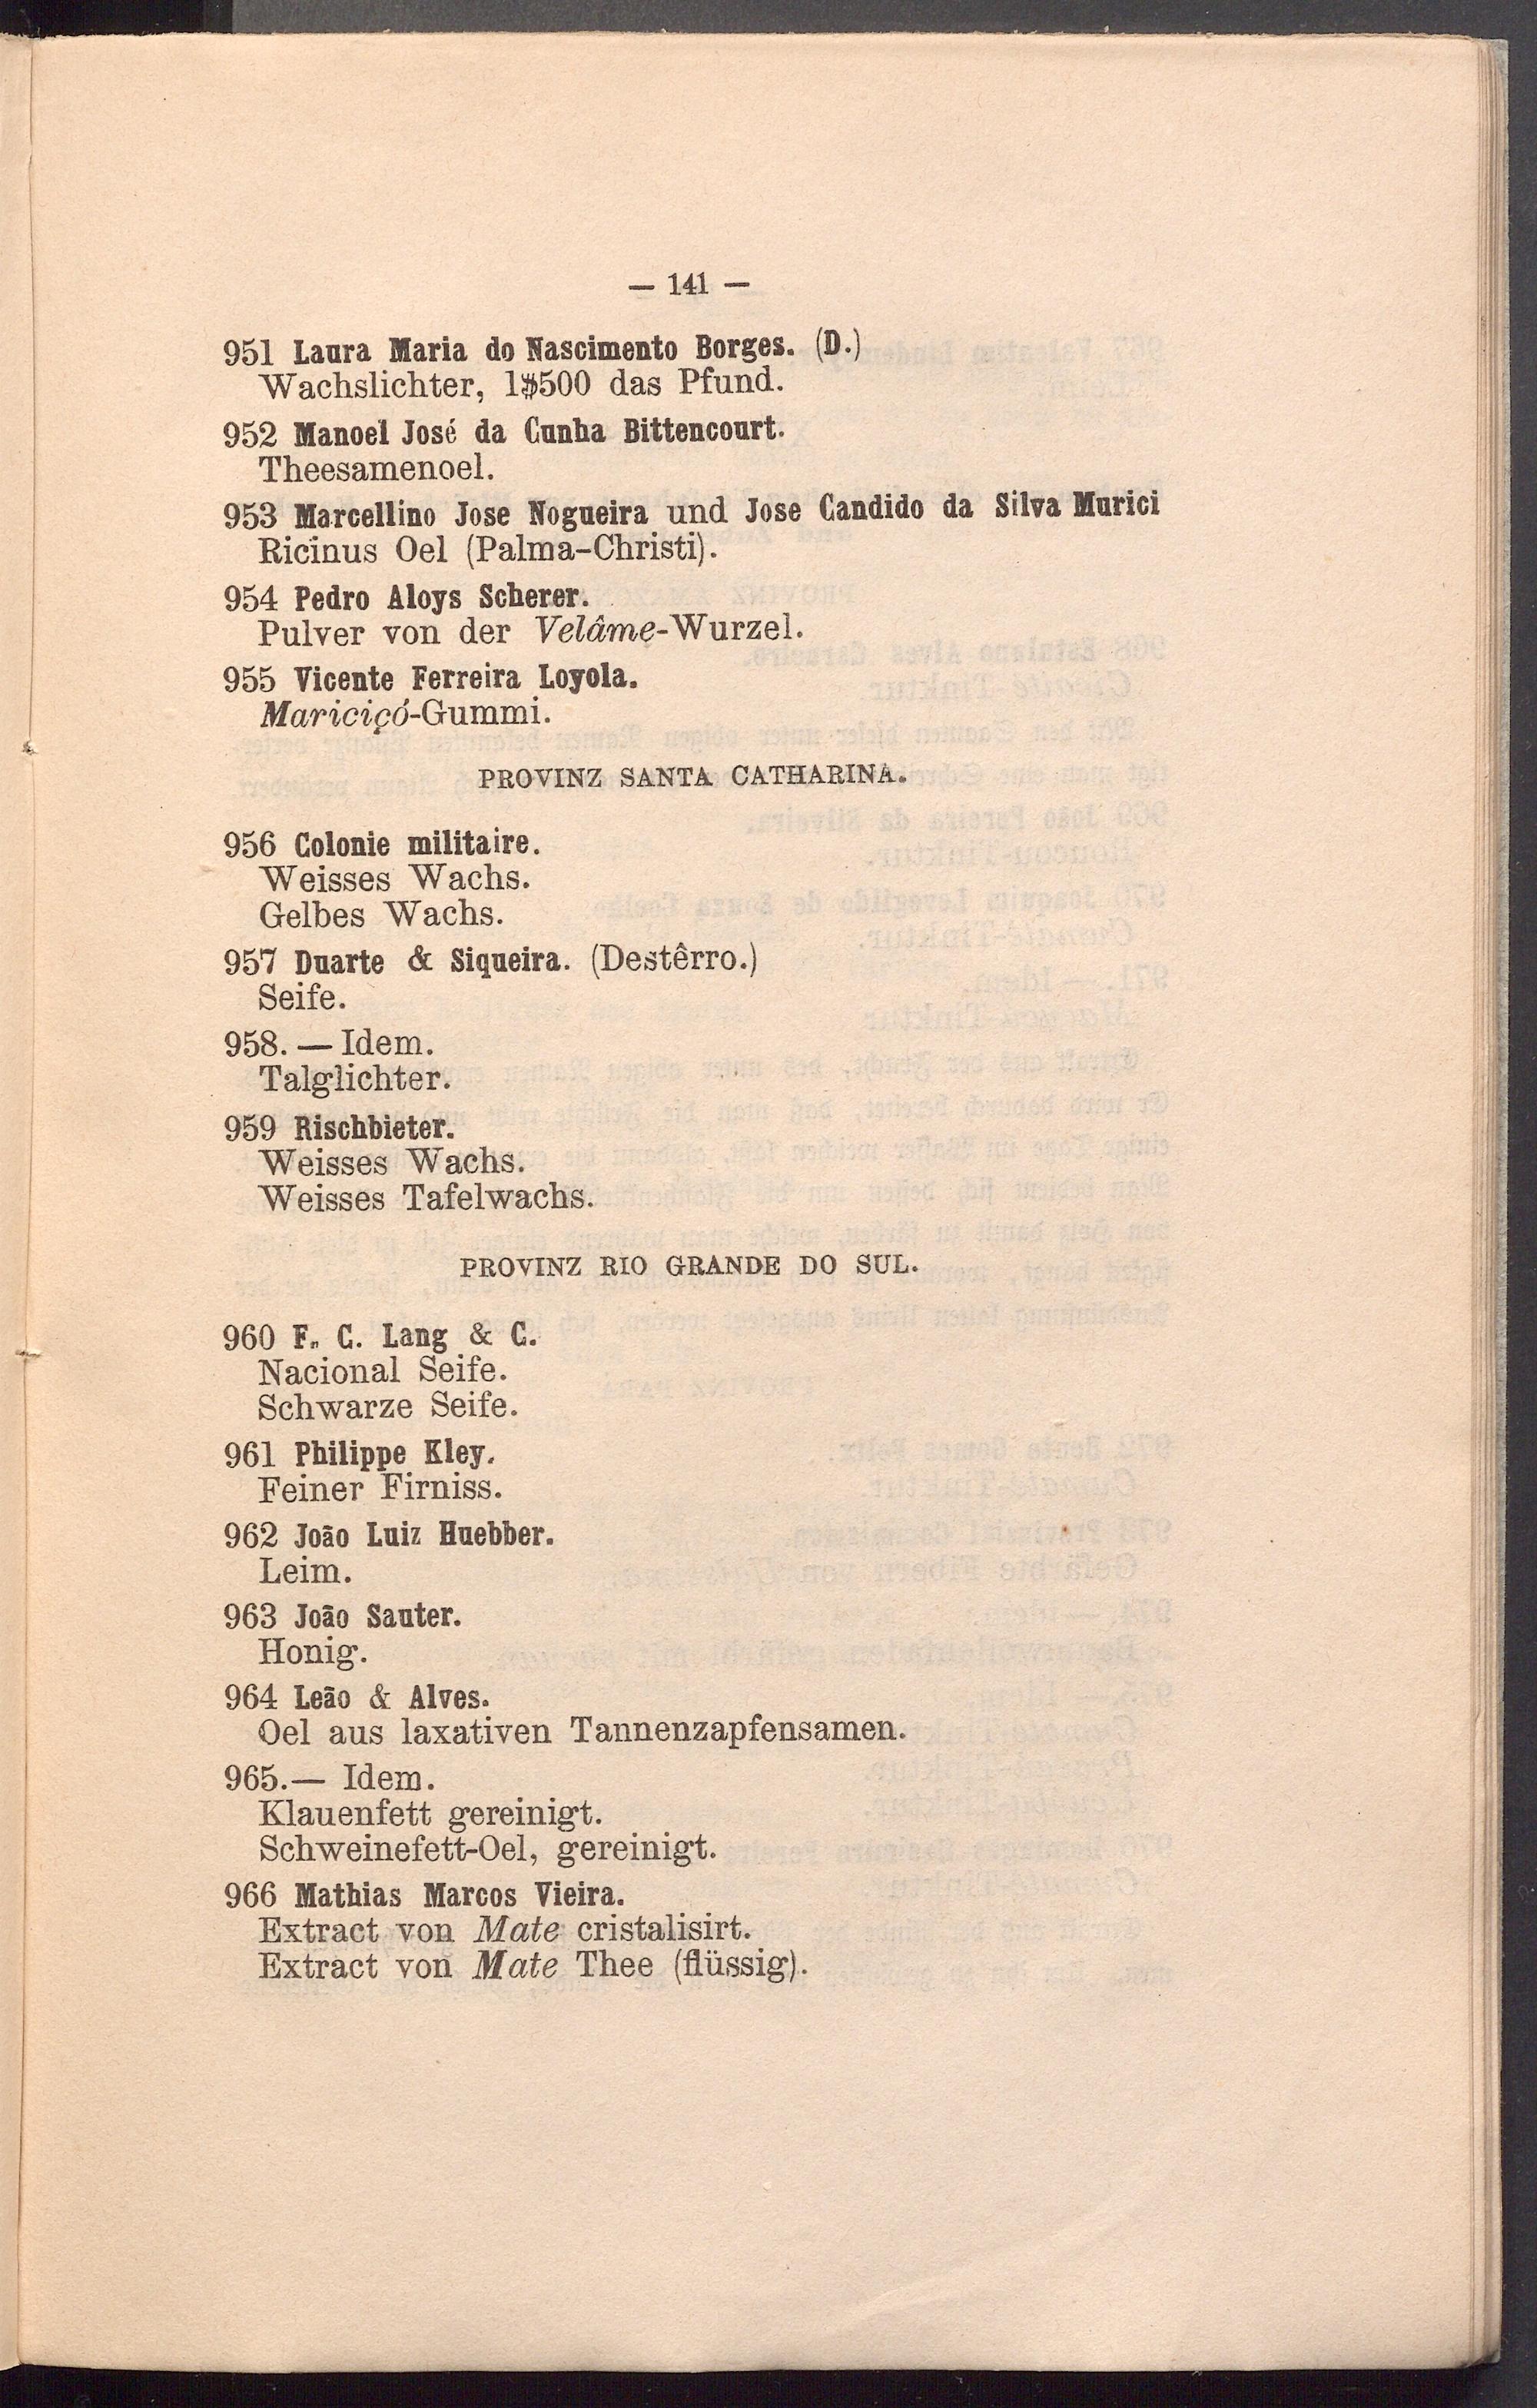 — 141 —
951 Laura Maria do Nascimento Borges. (D.)
Wachslichter, 1$500 das Pfund.
952 Manoel José da Cunha Bittencourt.
Theesamenoel.
953 Marcellino Jose Nogueira und Jose Candido da Silva Murici
Ricinus Oel (Palma-Christi).
954 Pedro Aloys Scherer.
Pulver von der Velâmę-Wurzel.
955 Vicente Ferreira Loyola.
Mariciçó-Gummi.
PROVINZ SANTA CATHARINA.
956 Colonie militaire.
Weisses Wachs.
Gelbes Wachs.
957 Duarte & Siqueira. (Destêrro.)
Seife.
958. — Idem.
Talglichter.
959 Rischbieter.
Weisses Wachs.
Weisses Tafelwachs.
PROVINZ RIO GRANDE DO SUL.
960 F. C. Lang & C.
Nacional Seife.
Schwarze Seife.
961 Philippe Kley.
Feiner Firniss.
962 João Luiz Huebber.
Leim.
963 João Sauter.
Honig.
964 Leão & Alves.
Oel aus laxativen Tannenzapfensamen.
965.— Idem.
Klauenfett gereinigt.
Schweinefett-Oel, gereinigt.
966 Mathias Marcos Vieira.
Extract von Mate cristalisirt.
Extract von Mate Thee (flüssig).